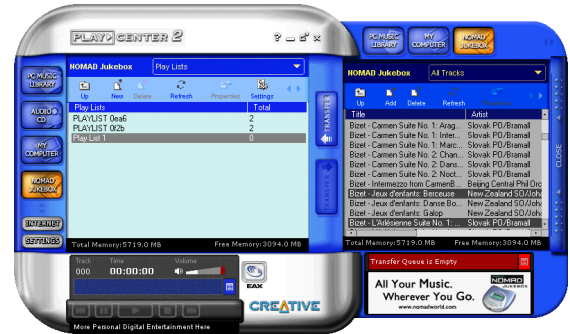 PLAY CENTER 2
PC MUSIC
LIBRARY
MY
COMPUTER
NOMAD
JUKEBOX
NOMAD Jukebox
Play Lists
Up
New
Delete
Refresh
Properties
Settings
Play Lists
Total
PLAYLIST 0ea6
2
PLAYLIST 0f2b
2
Play List 1
0
Total Memory:5719.0 MB
Free Memory:3094.0 MB
PC MUSIC
LIBRARY
AUDIO
CD
MY
COMPUTER
NOMAD
JUKEBOX
INTERNET
SETTINGS
TRANSFER
TRANSFER
NOMAD Jukebox
All Tracks
Up
Add
Delete
Refresh
Title
Artist
Bizet - Carmen Suite No. 1: Arag...
Slovak PO/Bramall
Bizet - Carmen Suite No. 1: Inter...
Slovak PO/Bramall
Bizet - Carmen Suite No. 1: Marc...
Slovak PO/Bramall
Bizet - Carmen Suite No. 2: Chan...
Slovak PO/Bramall
Bizet - Carmen Suite No. 2: Dans...
Slovak PO/Bramall
Bizet - Carmen Suite No. 2: Noct...
Slovak PO/Bramall
Bizet - Intermezzo from CarmenB...
Beijing Central Phil Orc
Bizet - Jeux d'enfants: Berceuse
New Zealand SO/Joha
Bizet - Jeux d'enfants: Danse Bo...
New Zealand SO/Joha
Bizet - Jeux d'enfants: Galop
New Zealand SO/Joha
Bizet - L'Arlésienne Suite No. 1: ...
Slovak PO/Bramall
Total Memory:5719.0 MB
Free Memory:3094.0 MB
CLOSE
Track
Time
Volume
000
00:00:00
EAX
CREATIVE
More Personal Digital Entertainment Here
Transfer Queue is Empty
All Your Music.
Wherever You Go.
www.nomadworld.com
NOMAD
JUKEBOX